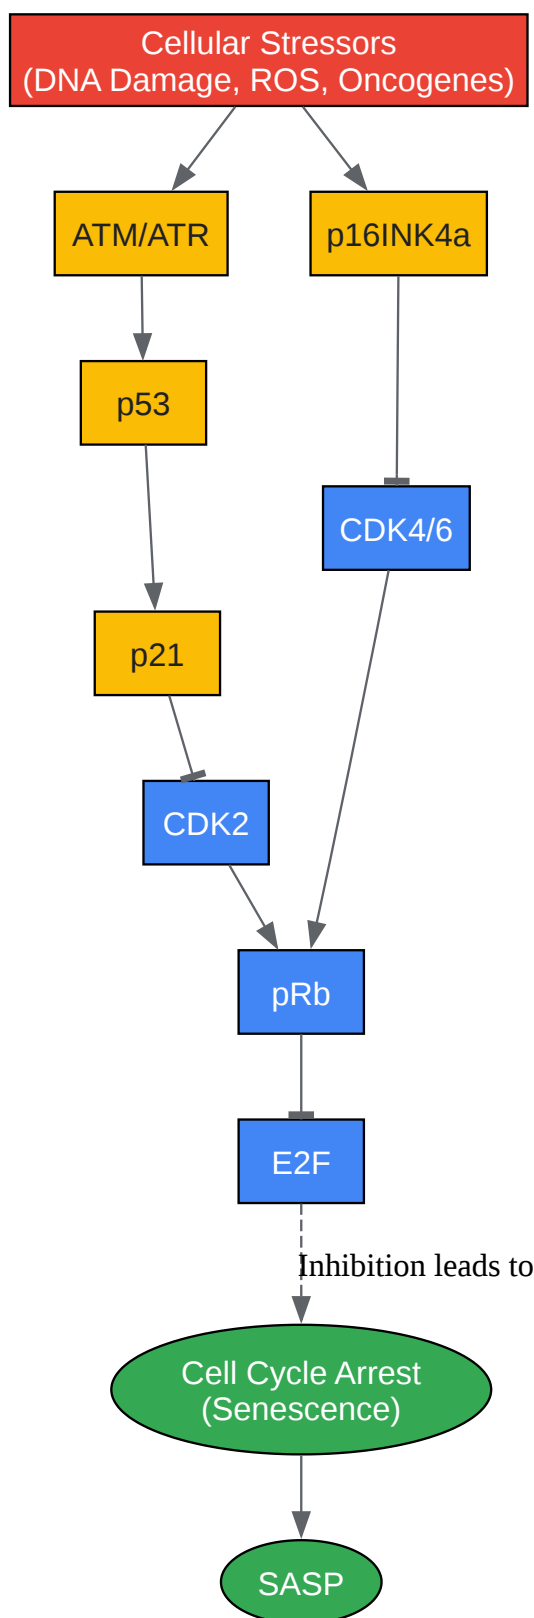 Cellular Stressors
(DNA Damage, ROS, Oncogenes)
ATM/ATR
p16INK4a
p53
CDK4/6
p21
CDK2
pRb
E2F
Inhibition leads to
Cell Cycle Arrest
(Senescence)
SASP